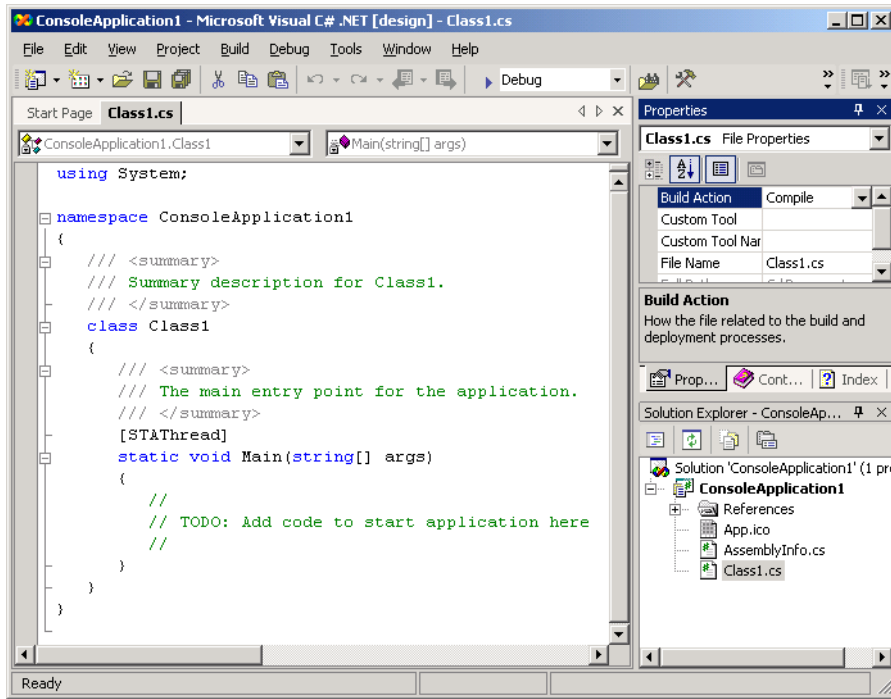 ConsoleApplication1 - Microsoft Visual C# .NET [design] - Class1.cs
File Edit View Project Build Debug Tools Window Help
Debug
Start Page Class1.cs
ConsoleApplication1.Class1 Main(string[] args)
using System;
namespace ConsoleApplication1
{
/// <summary>
/// Summary description for Class1.
/// </summary>
class Class1
{
/// <summary>
/// The main entry point for the application.
/// </summary>
[STAThread]
static void Main(string[] args)
{
//
// TODO: Add code to start application here
//
}
}
}
Properties
Class1.cs File Properties
Build Action Compile
Custom Tool
Custom Tool Nar
File Name Class1.cs
Build Action
How the file related to the build and
deployment processes.
Prop... Cont... Index
Solution Explorer - ConsoleAp...
Solution 'ConsoleApplication1' (1 pr
ConsoleApplication1
References
App.ico
AssemblyInfo.cs
Class1.cs
Ready